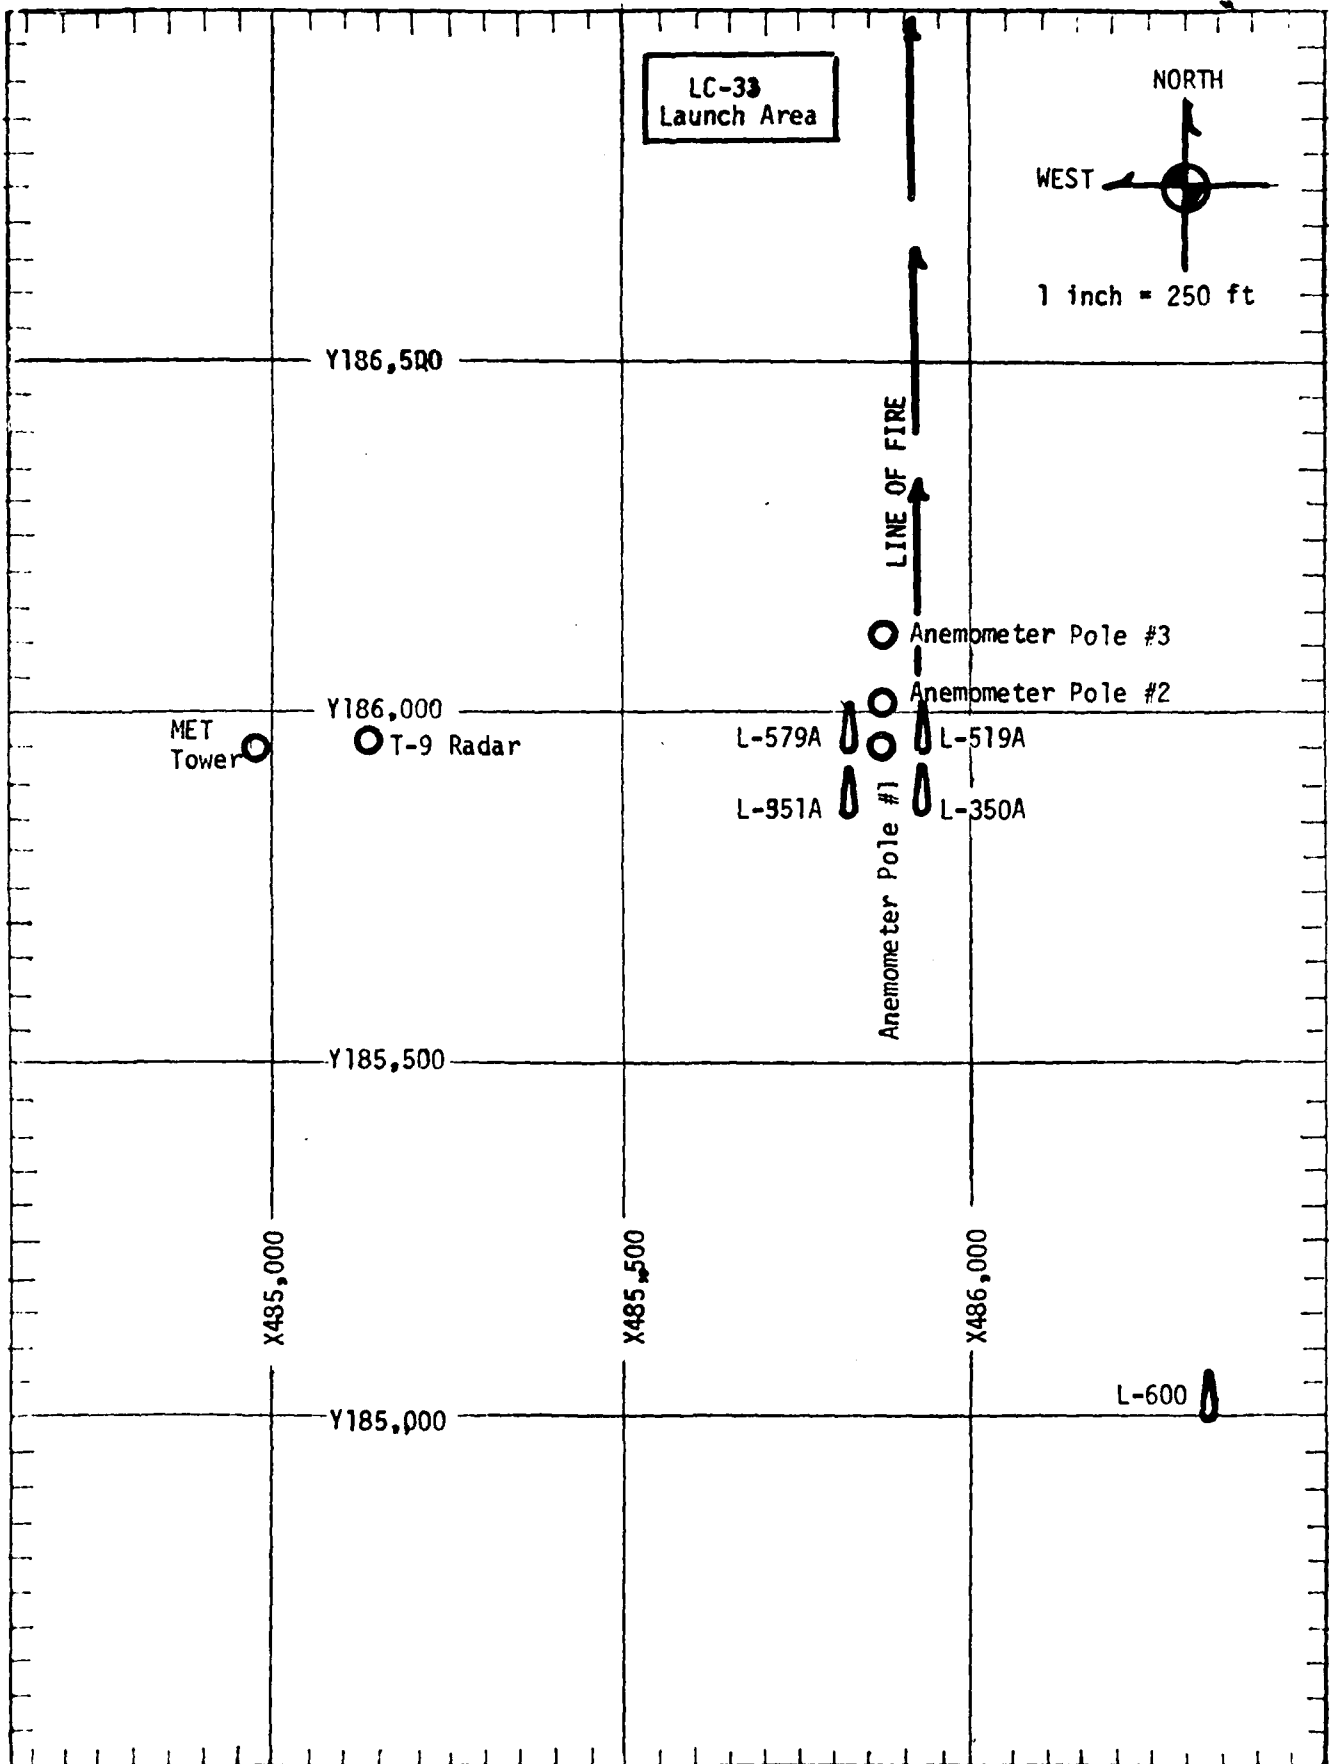 LC-33
Launch Area
NORTH
WEST
1 inch = 250 ft
Y186,500
LINE OF FIRE
Anemometer Pole #3
Anemometer Pole #2
Y186,000
MET
Tower
T-9 Radar
L-579A
L-519A
L-351A
L-350A
Anemometer Pole #1
Y185,500
X485,000
X485,500
X486,000
L-600
Y185,000